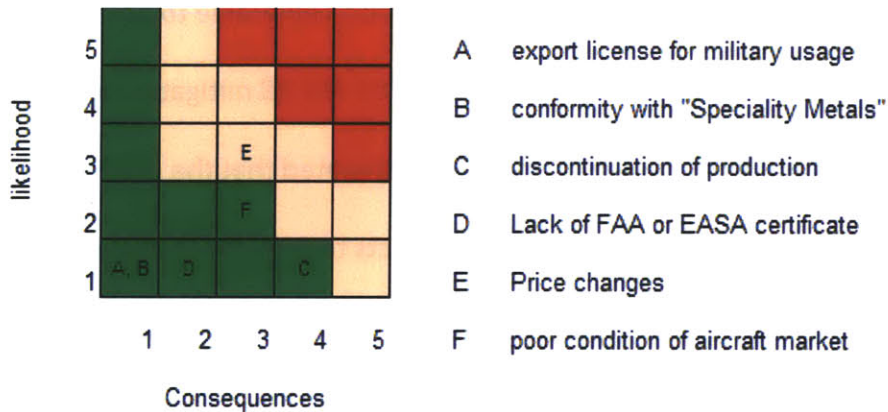 likelihood
5
4
3
2
1
E
F
A, B
D
C
1 2 3 4 5
Consequences
A export license for military usage
B conformity with "Speciality Metals"
C discontinuation of production
D Lack of FAA or EASA certificate
E Price changes
F poor condition of aircraft market